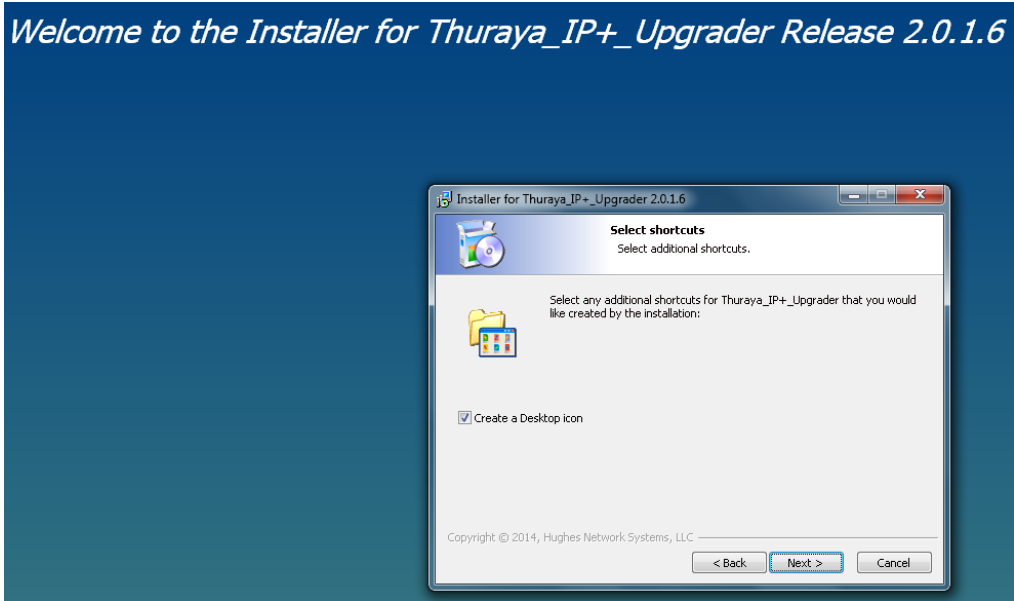 Welcome to the Installer for Thuraya_IP+_Upgrader Release 2.0.1.6
Installer for Thuraya_IP+_Upgrader 2.0.1.6
Select shortcuts
Select additional shortcuts.
Select any additional shortcuts for Thuraya_IP+_Upgrader that you would
like created by the installation:
Create a Desktop icon
Copyright © 2014, Hughes Network Systems, LLC
< Back Next > Cancel